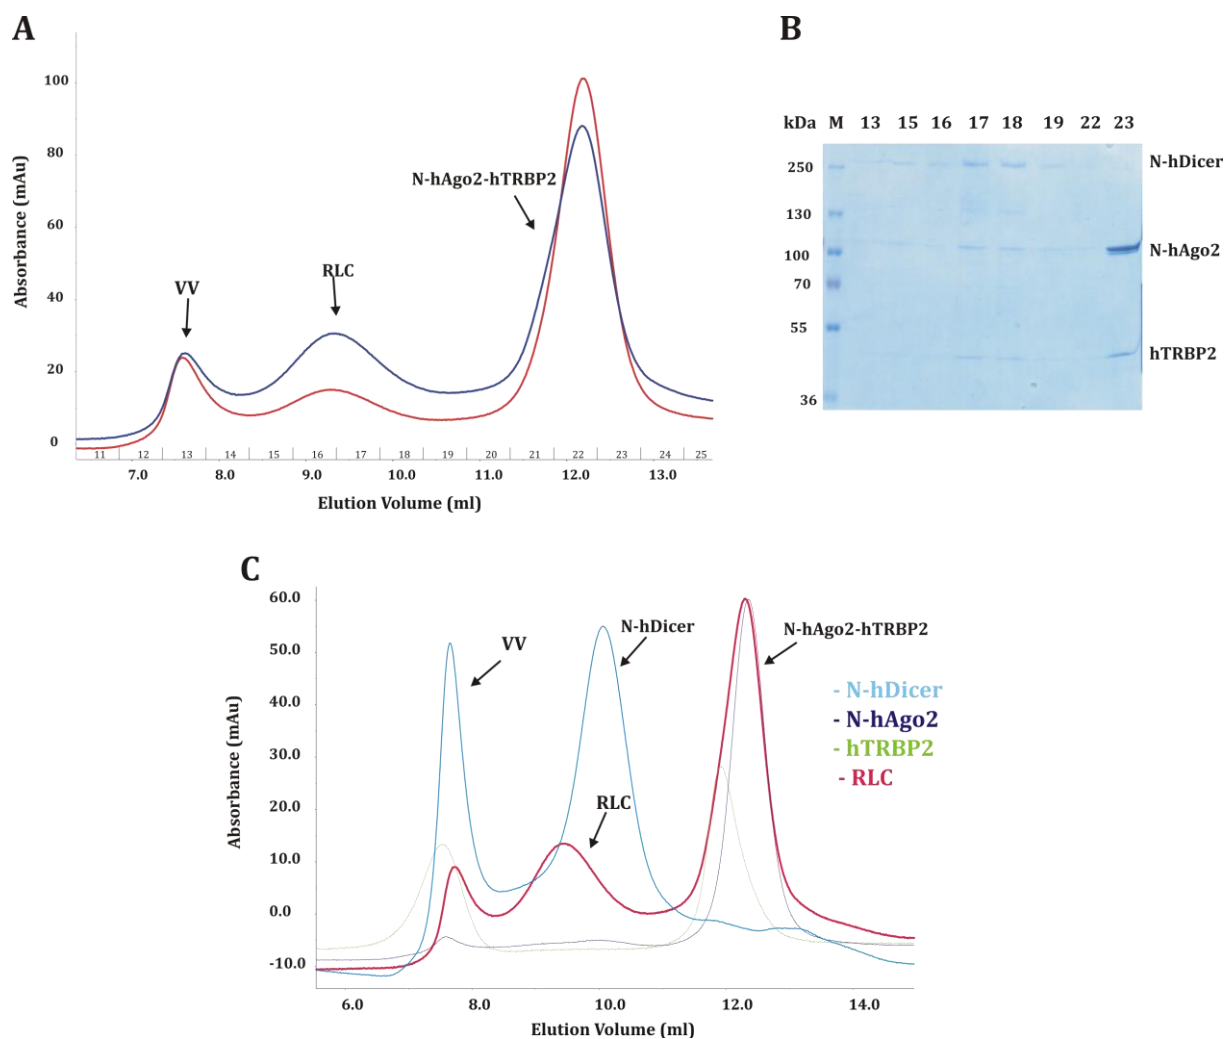 A
Absorbance (mAu)
100
80
60
40
20
0
VV
RLC
N-hAgo2-hTRBP2
11 12 13 14 15 16 17 18 19 20 21 22 23 24 25
7.0 8.0 9.0 10.0 11.0 12.0 13.0
Elution Volume (ml)
B
kDa M 13 15 16 17 18 19 22 23
250
130
100
70
55
36
N-hDicer
N-hAgo2
hTRBP2
C
Absorbance (mAu)
60.0
50.0
40.0
30.0
20.0
10.0
0.0
-10.0
VV
N-hDicer
RLC
N-hAgo2-hTRBP2
- N-hDicer
- N-hAgo2
- hTRBP2
- RLC
6.0 8.0 10.0 12.0 14.0
Elution Volume (ml)